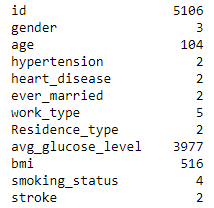 id 5106
gender 3
age 104
hypertension 2
heart_disease 2
ever_married 2
work_type 5
Residence_type 2
avg_glucose_level 3977
bmi 516
smoking_status 4
stroke 2